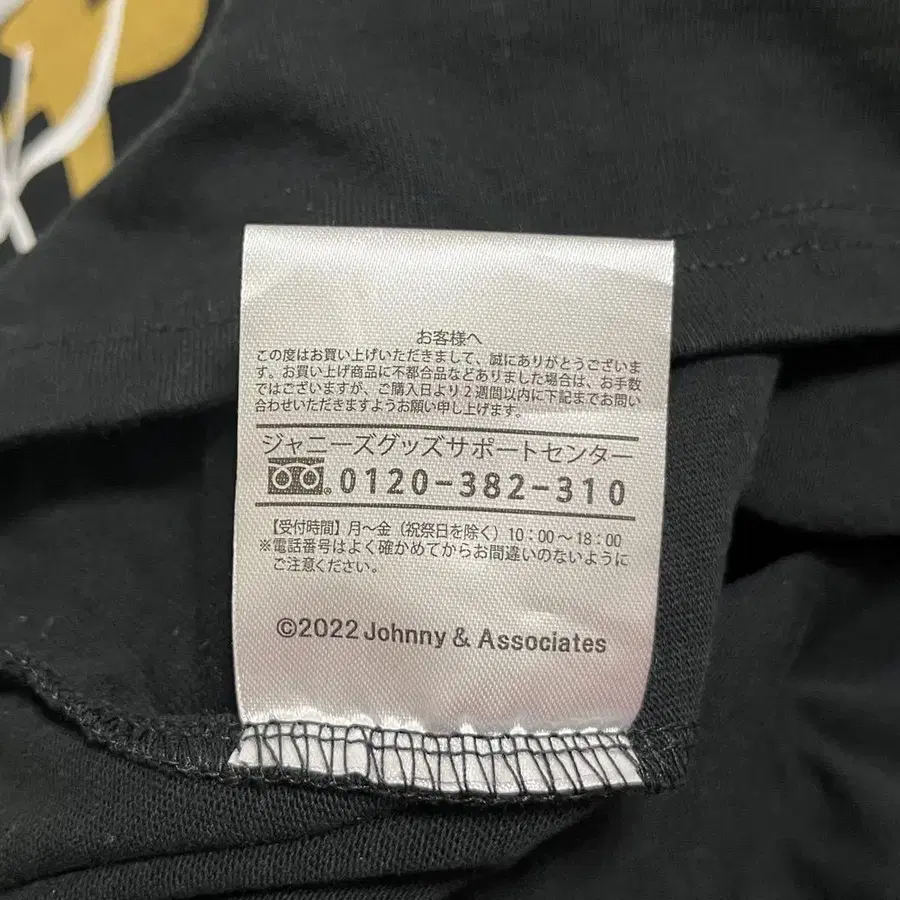 お客様へ
この度はお買い上げいただきまして、誠にありがとうございま
す。お買い上げ商品に不都合品などありました場合は、お手数
ではございますが、ご購入日より2週間以内に下記までお問い
合わせいただきますようお願い申し上げます。
ジャニーズグッズサポートセンター
0120-382-310
【受付時間】月〜金（祝祭日を除く）10:00〜18:00
※電話番号はよく確かめてからお間違いのないように
ご注意ください。
©2022 Johnny & Associates